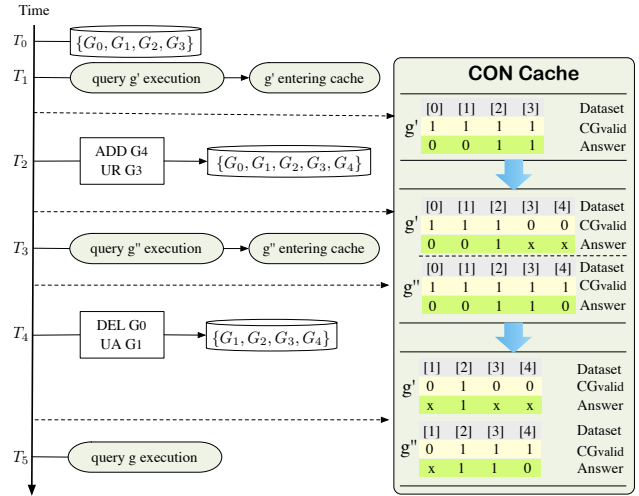 Time
T0 {G0, G1, G2, G3}
T1 query g' execution g' entering cache
T2 ADD G4
UR G3
{G0, G1, G2, G3, G4}
T3 query g'' execution g'' entering cache
T4 DEL G0
UA G1
{G1, G2, G3, G4}
T5 query g execution
CON Cache
[0] [1] [2] [3] Dataset
g' 1 1 1 1 CGvalid
0 0 1 1 Answer
[0] [1] [2] [3] [4] Dataset
g' 1 1 1 0 0 CGvalid
0 0 1 x x Answer
[0] [1] [2] [3] [4] Dataset
g'' 1 1 1 1 1 CGvalid
0 0 1 1 0 Answer
[1] [2] [3] [4] Dataset
g' 0 1 0 0 CGvalid
x 1 x x Answer
[1] [2] [3] [4] Dataset
g'' 0 1 1 1 CGvalid
x 1 1 0 Answer